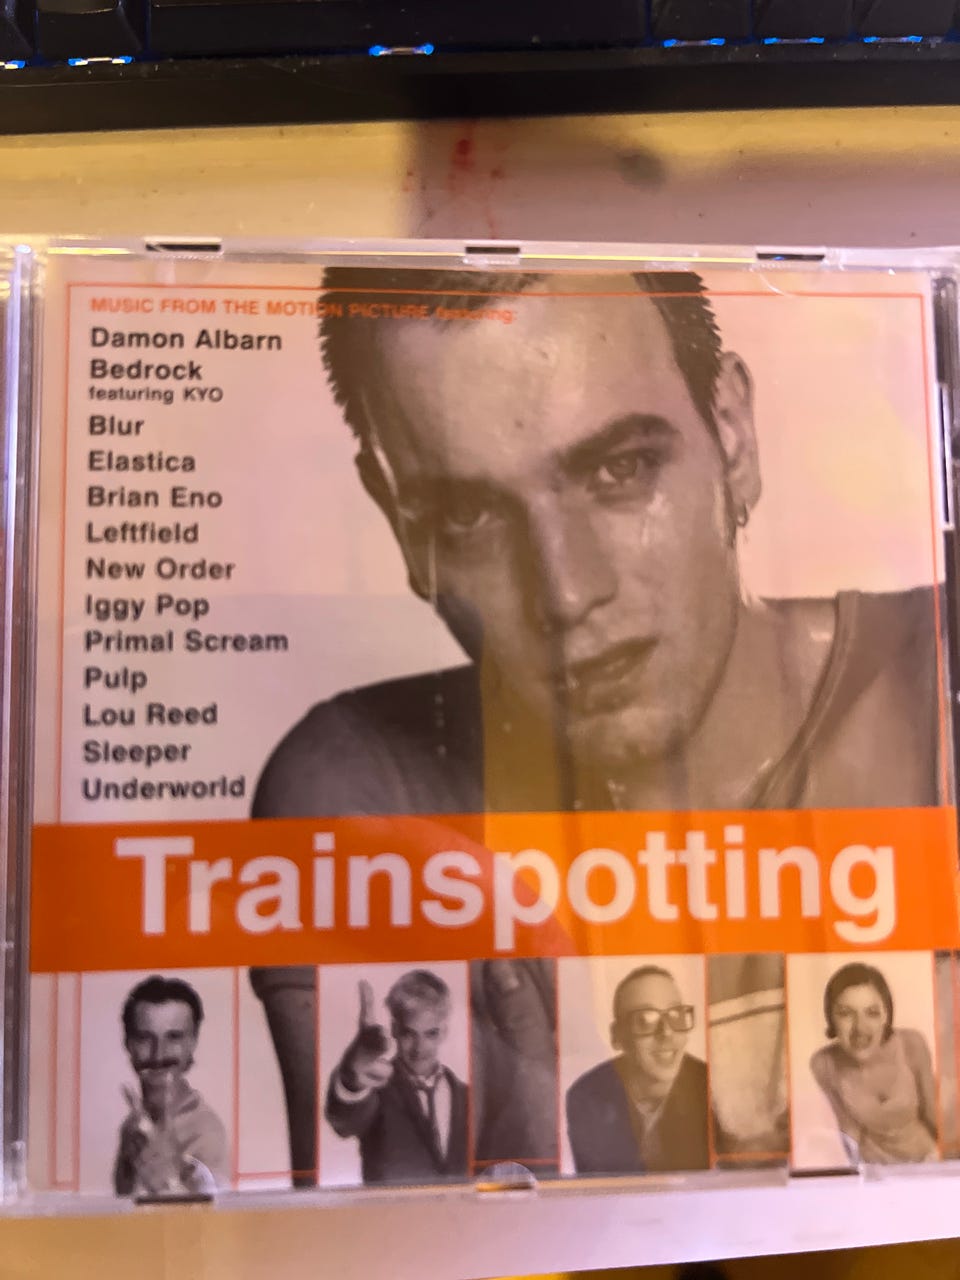 MUSIC FROM THE MOTION PICTURE featuring:
Damon Albarn
Bedrock
featuring KYO
Blur
Elastica
Brian Eno
Leftfield
New Order
Iggy Pop
Primal Scream
Pulp
Lou Reed
Sleeper
Underworld
Trainspotting